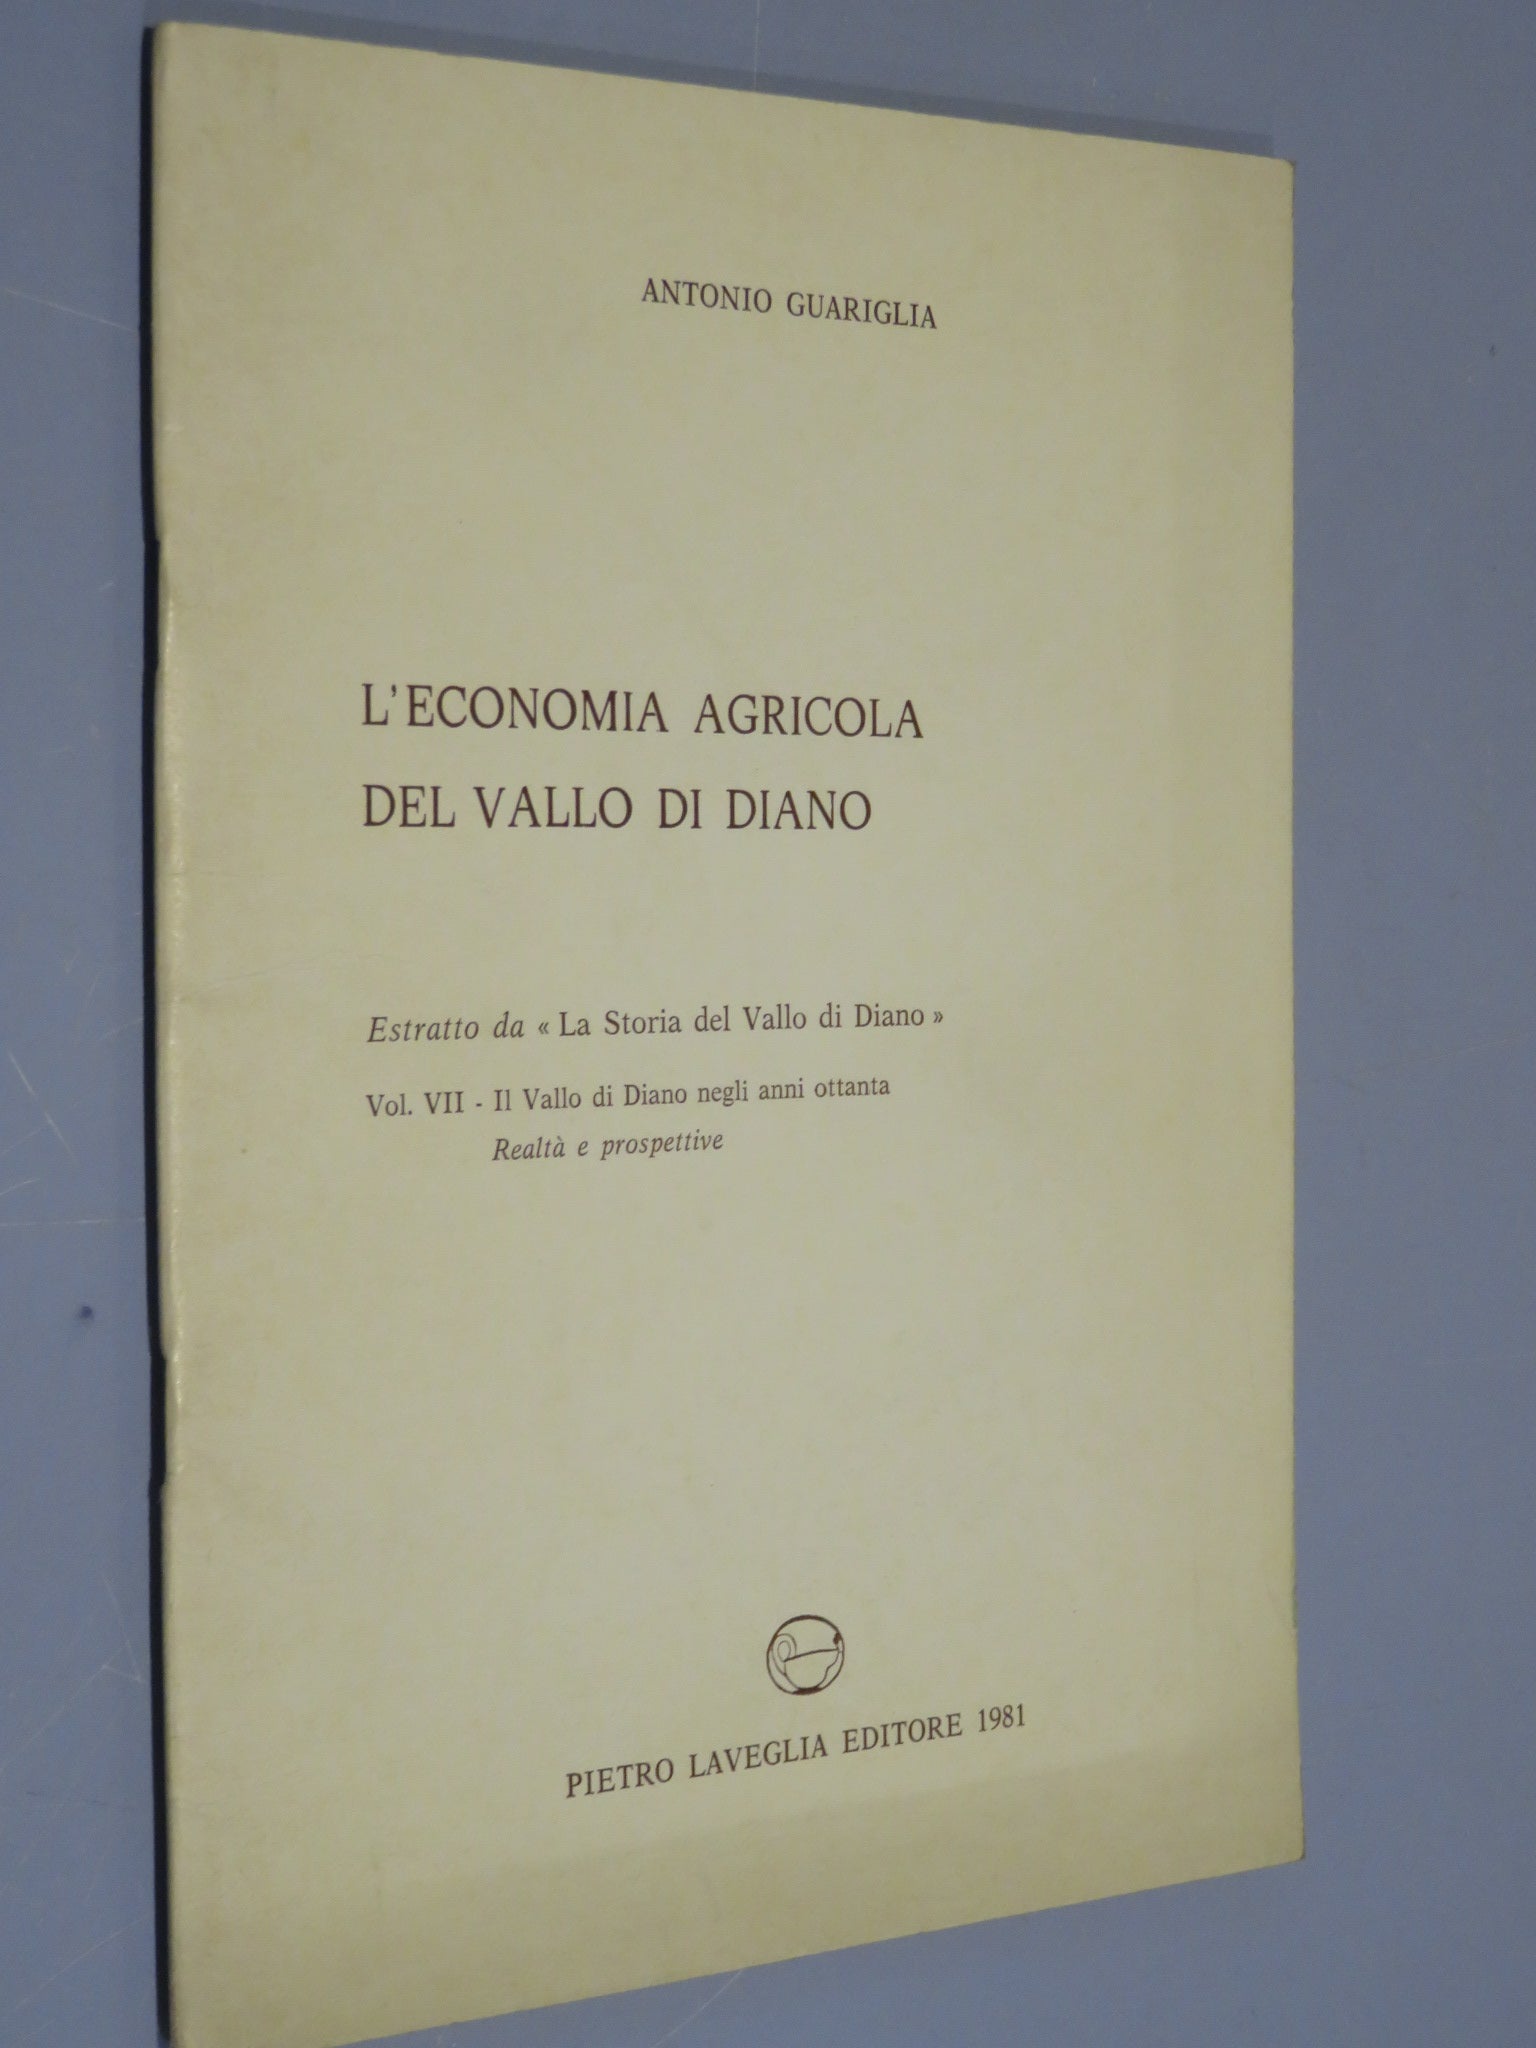 ANTONIO GUARIGLIA
L'ECONOMIA AGRICOLA
DEL VALLO DI DIANO
Estratto da « La Storia del Vallo di Diano »
Vol. VII - Il Vallo di Diano negli anni ottanta
Realtà e prospettive
PIETRO LAVEGLIA EDITORE 1981